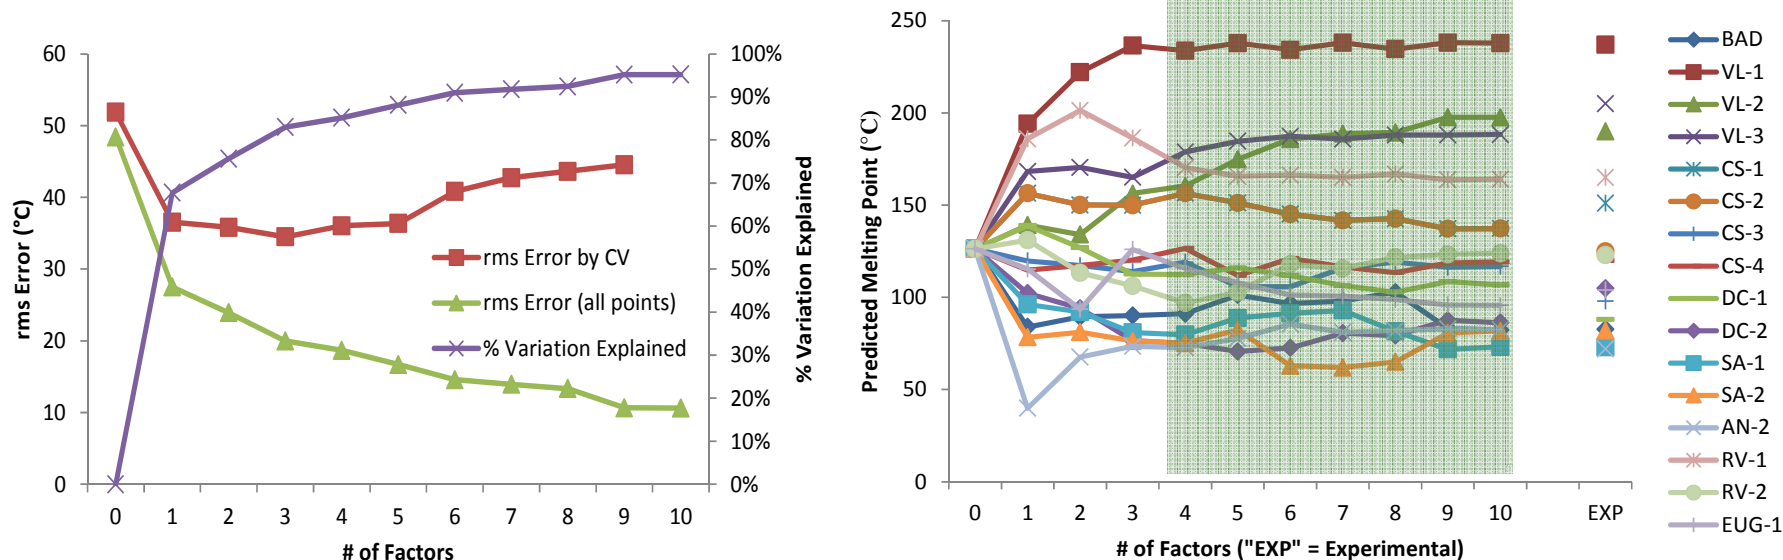 60
50
40
30
20
10
0
rms Error (°C)
100%
90%
80%
70%
60%
50%
40%
30%
20%
10%
0%
% Variation Explained
rms Error by CV
rms Error (all points)
% Variation Explained
0 1 2 3 4 5 6 7 8 9 10
# of Factors
250
200
150
100
50
0
Predicted Melting Point (°C)
0 1 2 3 4 5 6 7 8 9 10 EXP
# of Factors ("EXP" = Experimental)
BAD
VL-1
VL-2
VL-3
CS-1
CS-2
CS-3
CS-4
DC-1
DC-2
SA-1
SA-2
AN-2
RV-1
RV-2
EUG-1